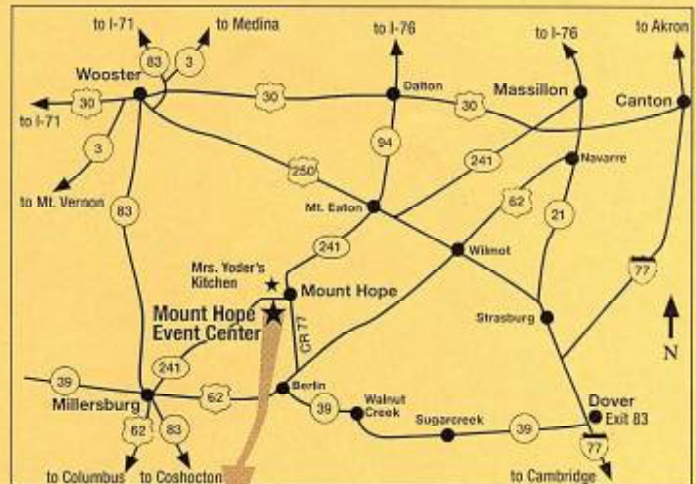 to I-71
to Medina
to I-76
to I-76
to Akron
83
3
Wooster
Dalton
Massillon
Canton
30
30
30
to I-71
3
94
241
Navarre
250
to Mt. Vernon
83
Mt. Eaton
62
21
241
Wilmot
77
Mrs. Yoder's
Kitchen
Mount Hope
Mount Hope
Event Center
CR 77
Strasburg
N
241
39
Millersburg
62
Berlin
39
Walnut
Creek
Sugarcreek
39
Dover
Exit 83
62
83
77
to Columbus
to Coshocton
to Cambridge